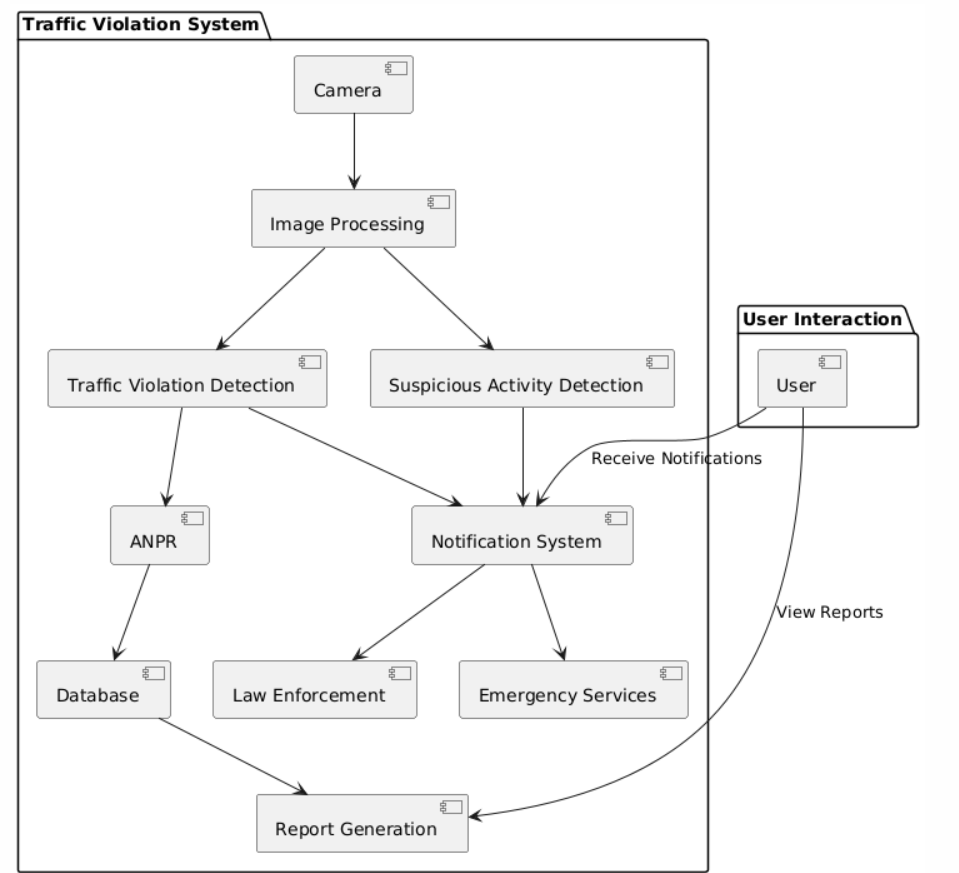 Traffic Violation System
Camera
Image Processing
User Interaction
Traffic Violation Detection
Suspicious Activity Detection
User
Receive Notifications
ANPR
Notification System
View Reports
Database
Law Enforcement
Emergency Services
Report Generation